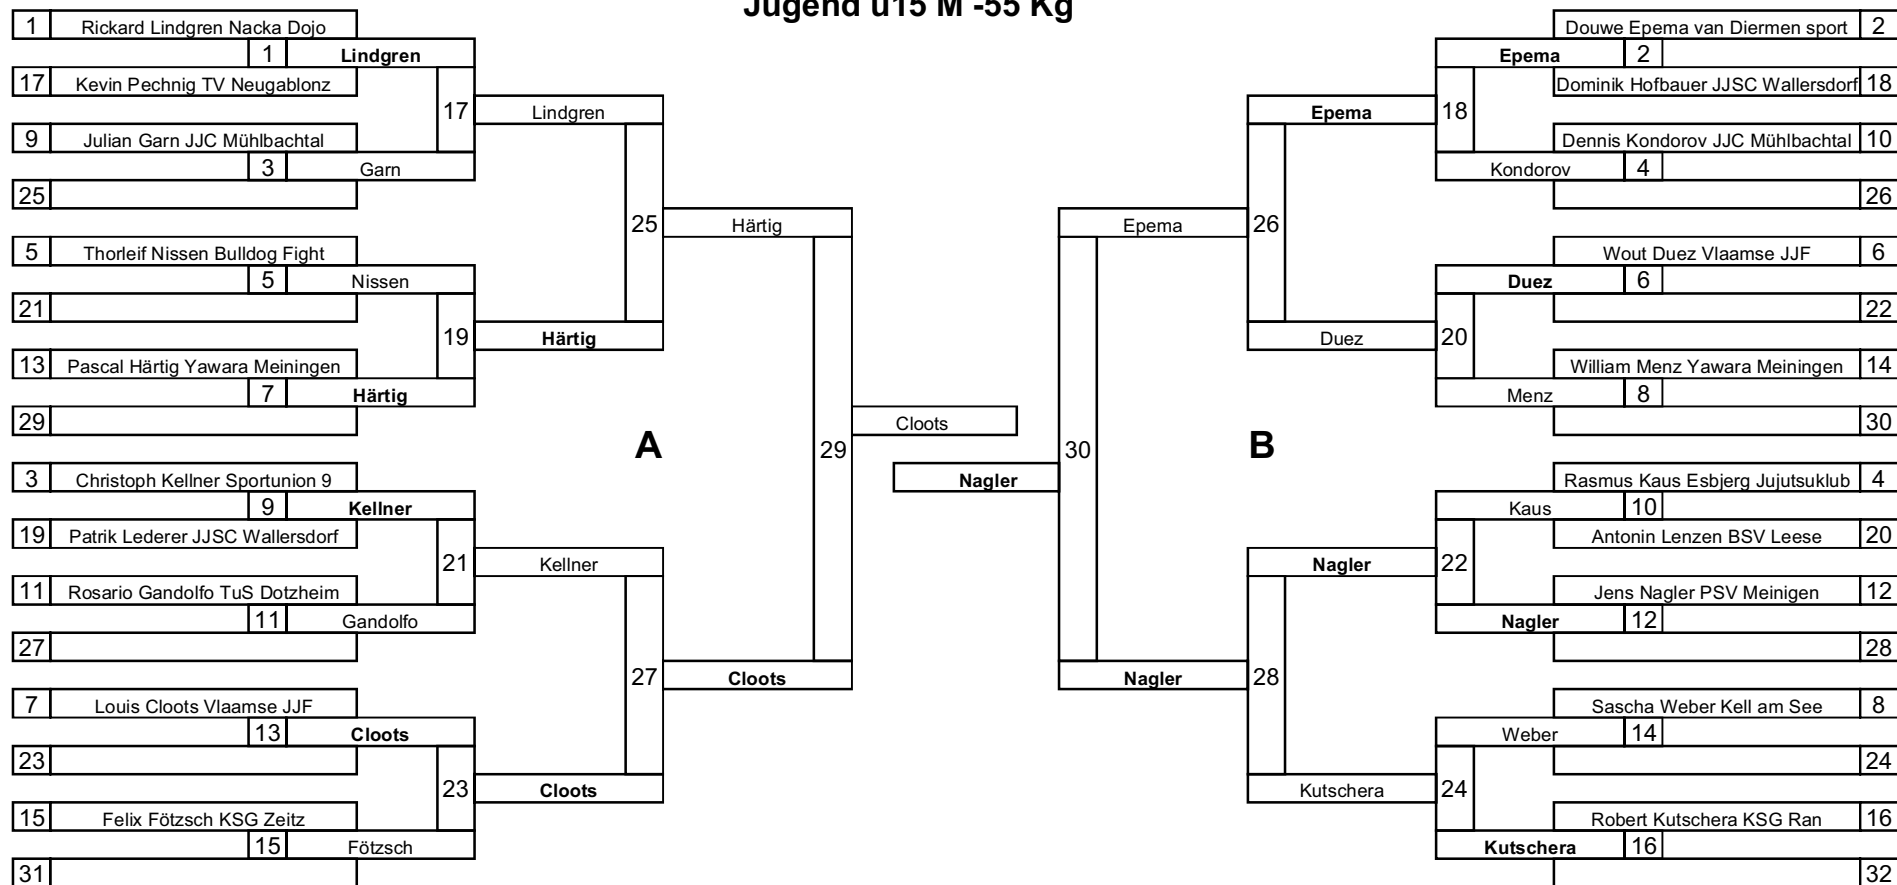 Jugend u15 M -55 Kg
1 Rickard Lindgren Nacka Dojo Douwe Epema van Diermen sport 2
1 Lindgren Epema 2
17 Kevin Pechnig TV Neugablonz Dominik Hofbauer JJSC Wallersdorf 18
17 Lindgren Epema 18
9 Julian Garn JJC Mühlbachtal Dennis Kondorov JJC Mühlbachtal 10
3 Garn Kondorov 4
25 26
25 Härtig Epema 26
5 Thorleif Nissen Bulldog Fight Wout Duez Vlaamse JJF 6
5 Nissen Duez 6
21 22
19 Härtig Duez 20
13 Pascal Härtig Yawara Meiningen William Menz Yawara Meiningen 14
7 Härtig Menz 8
29 Cloots 30
A 29 30 B
3 Christoph Kellner Sportunion 9 Nagler Rasmus Kaus Esbjerg Jujutsuklub 4
9 Kellner Kaus 10
19 Patrik Lederer JJSC Wallersdorf Antonin Lenzen BSV Leese 20
21 Kellner Nagler 22
11 Rosario Gandolfo TuS Dotzheim Jens Nagler PSV Meinigen 12
11 Gandolfo Nagler 12
27 28
27 Cloots Nagler 28
7 Louis Cloots Vlaamse JJF Sascha Weber Kell am See 8
13 Cloots Weber 14
23 24
23 Cloots Kutschera 24
15 Felix Fötzsch KSG Zeitz Robert Kutschera KSG Ran 16
15 Fötzsch Kutschera 16
31 32